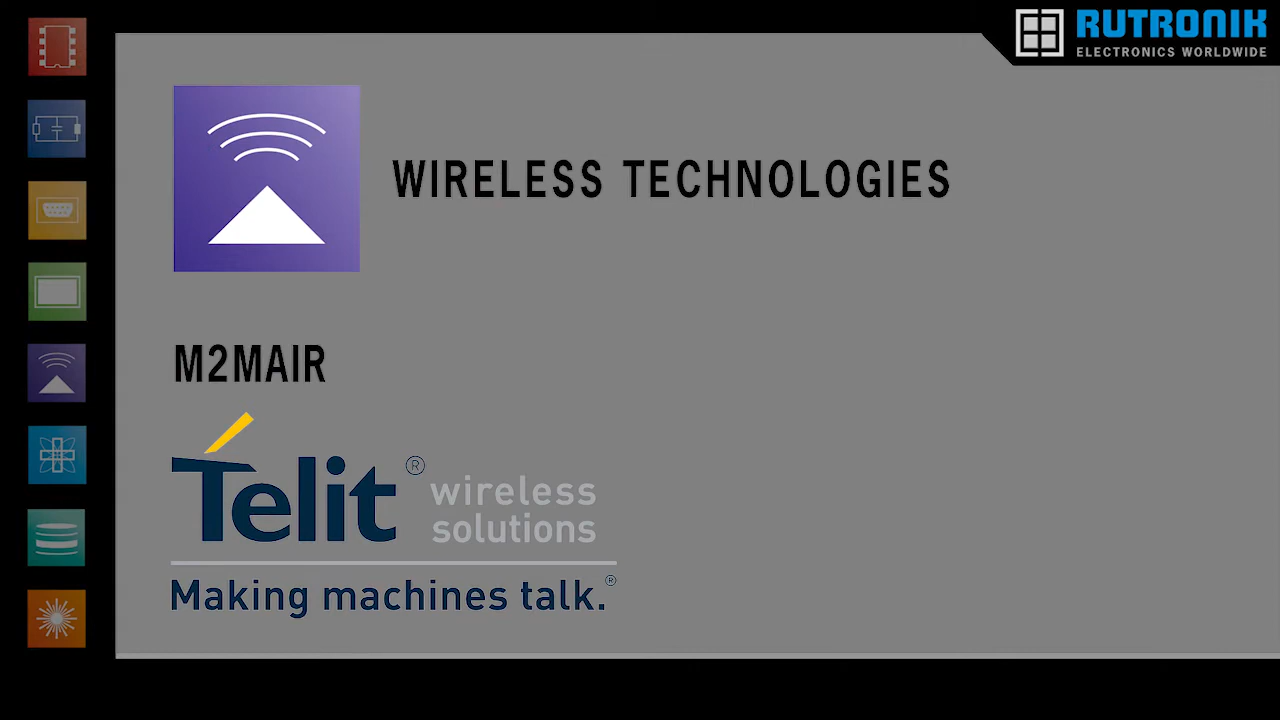 RUTRONIK
ELECTRONICS WORLDWIDE
WIRELESS TECHNOLOGIES
M2MAIR
Telit® wireless
solutions
Making machines talk.®